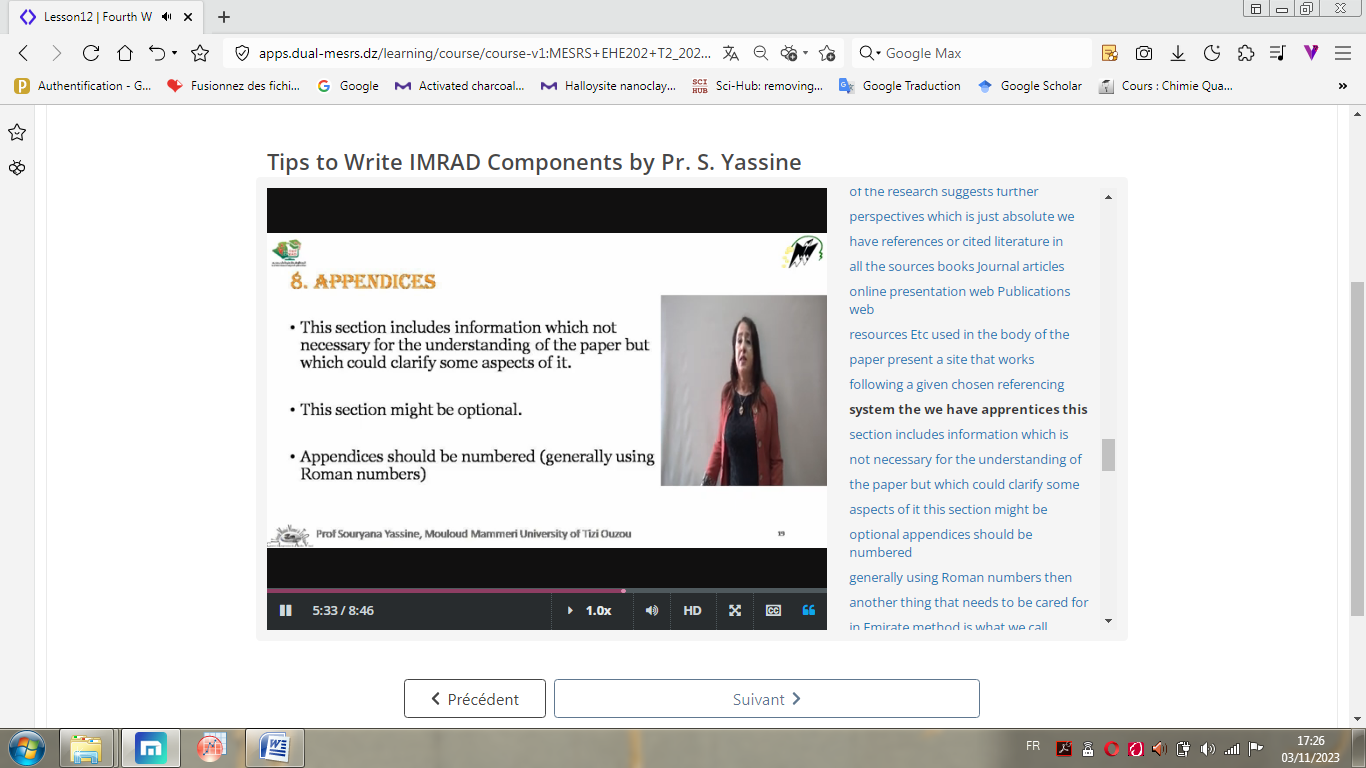 Lesson12 | Fourth W
apps.dual-mesrs.dz/learning/course/course-v1:MESRS+EHE202+T2_202...
Google Max
Authentification - G...
Fusionnez des fichi...
Google
Activated charcoal...
Halloysite nanoclay...
SCI HUB
Sci-Hub: removing...
Google Traduction
Google Scholar
Cours : Chimie Qua...
Tips to Write IMRAD Components by Pr. S. Yassine
8. APPENDICES
• This section includes information which not
necessary for the understanding of the paper but
which could clarify some aspects of it.
• This section might be optional.
• Appendices should be numbered (generally using
Roman numbers)
Prof Souryana Yassine, Mouloud Mammeri University of Tizi Ouzou
19
5:33 / 8:46
1.0x
HD
CC
of the research suggests further
perspectives which is just absolute we
have references or cited literature in
all the sources books Journal articles
online presentation web Publications
web
resources Etc used in the body of the
paper present a site that works
following a given chosen referencing
system the we have apprentices this
section includes information which is
not necessary for the understanding of
the paper but which could clarify some
aspects of it this section might be
optional appendices should be
numbered
generally using Roman numbers then
another thing that needs to be cared for
in Emirate method is what we call
Précédent
Suivant
FR
17:26
03/11/2023